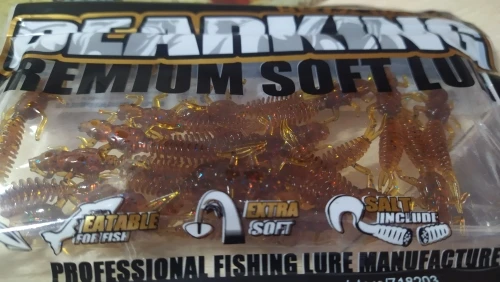 PEARKING
REMIUM SOFT LU
EATABLE
FOR FISH
EXTRA
SOFT
SALT
INCLUDE
PROFESSIONAL FISHING LURE MANUFACTURE